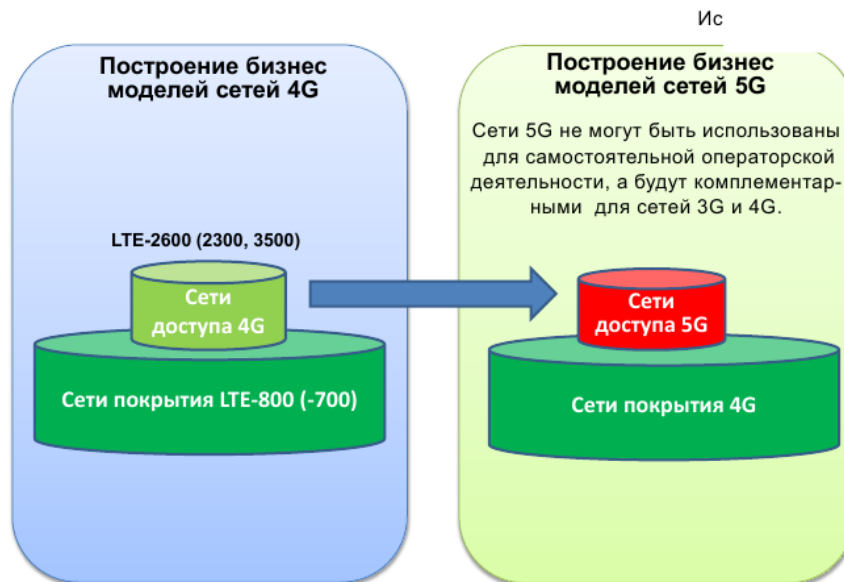 Ис
Построение бизнес
моделей сетей 4G
LTE-2600 (2300, 3500)
Сети
доступа 4G
Сети покрытия LTE-800 (-700)
Построение бизнес
моделей сетей 5G
Сети 5G не могут быть использованы
для самостоятельной операторской
деятельности, а будут комплементар-
ными для сетей 3G и 4G.
Сети
доступа 5G
Сети покрытия 4G